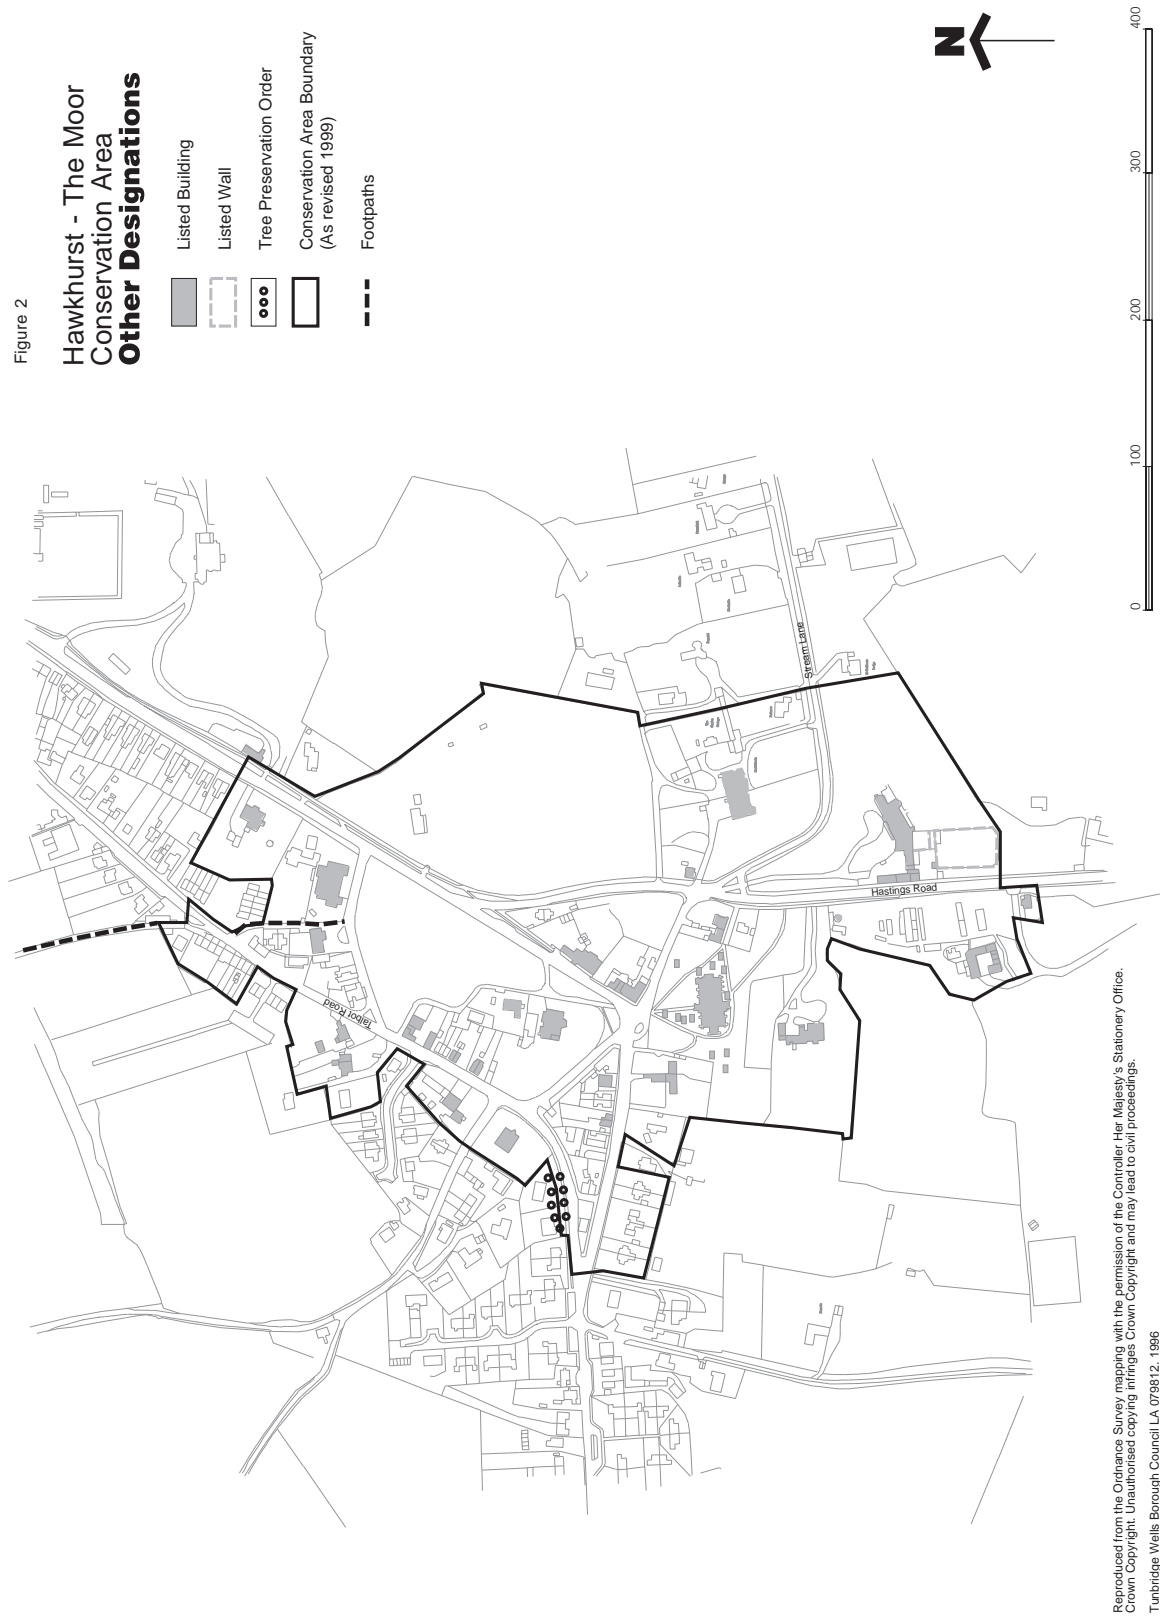 Figure 2
Hawkhurst - The Moor
Conservation Area
Other Designations
Listed Building
Listed Wall
Tree Preservation Order
Conservation Area Boundary
(As revised 1999)
Footpaths
N
Talbot Road
Stream Lane
Hastings Road
0 100 200 300 400
Reproduced from the Ordnance Survey mapping with the permission of the Controller Her Majesty's Stationery Office.
Crown Copyright. Unauthorised copying infringes Crown Copyright and may lead to civil proceedings.
Tunbridge Wells Borough Council LA 079812. 1996